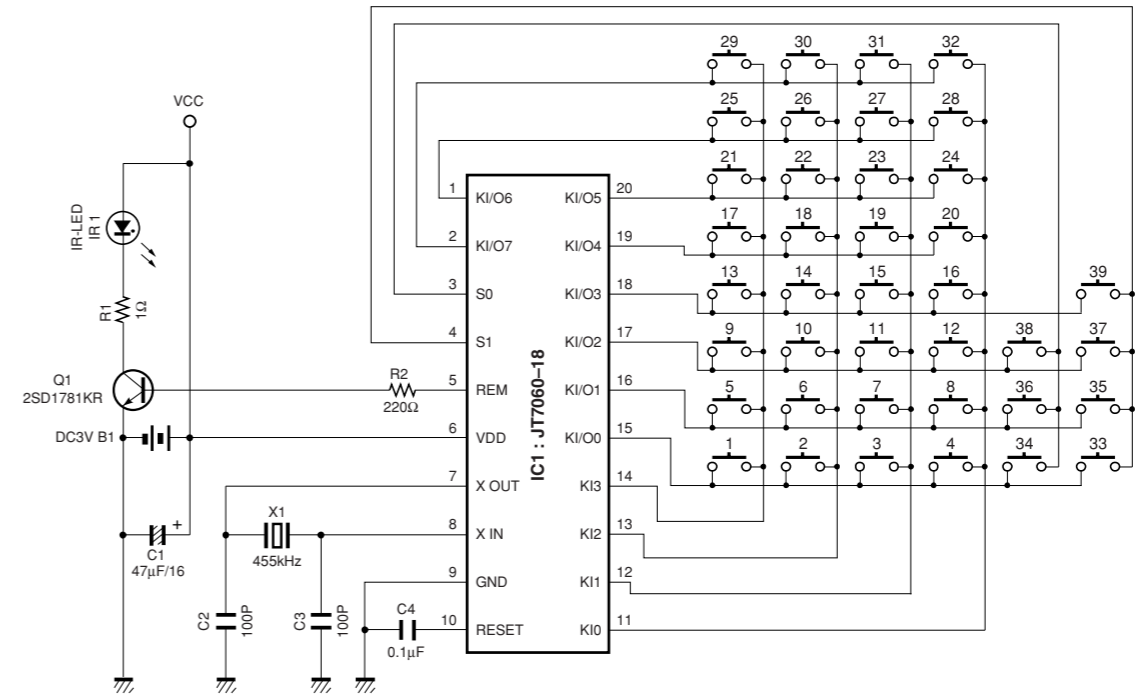 29 30 31 32
VCC
25 26 27 28
21 22 23 24
1 KI/O6 KI/O5 20
17 18 19 20
IR-LED
IR 1
2 KI/O7 KI/O4 19
13 14 15 16 39
3 S0 KI/O3 18
R1
1Ω
9 10 11 12 38 37
4 S1 KI/O2 17
Q1
2SD1781KR
R2
220Ω
5 REM KI/O1 16
5 6 7 8 36 35
DC3V B1
6 VDD KI/O0 15
IC1 : JT7060–18
1 2 3 4 34 33
7 X OUT KI3 14
X1
455kHz
8 X IN KI2 13
+
C1
47µF/16
9 GND KI1 12
C2
100P
C3
100P
C4
0.1µF
10 RESET KI0 11